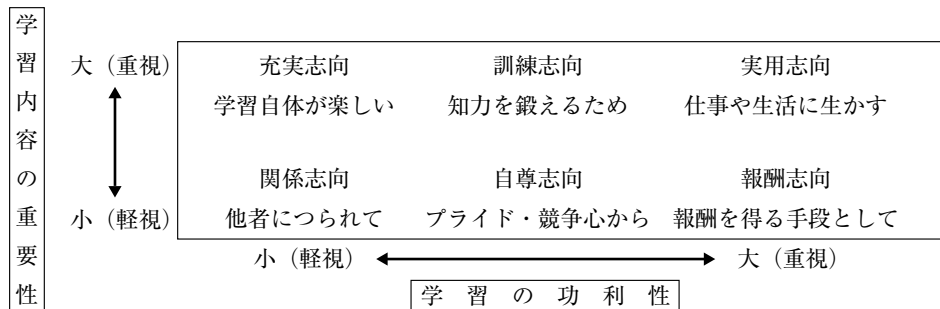 学習内容の重要性
大（重視）
充実志向 訓練志向 実用志向
学習自体が楽しい 知力を鍛えるため 仕事や生活に生かす
関係志向 自尊志向 報酬志向
小（軽視）
他者につられて プライド・競争心から 報酬を得る手段として
小（軽視） 大（重視）
学習の功利性